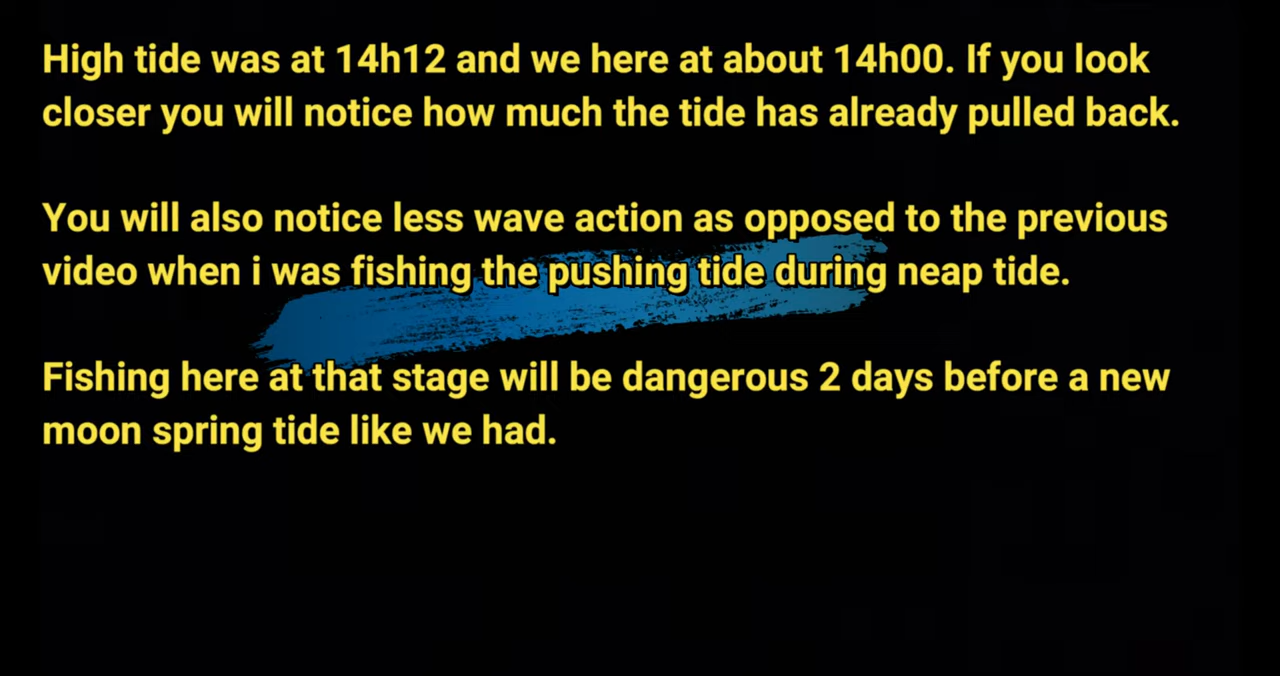 High tide was at 14h12 and we here at about 14h00. If you look
closer you will notice how much the tide has already pulled back.
You will also notice less wave action as opposed to the previous
video when i was fishing the pushing tide during neap tide.
Fishing here at that stage will be dangerous 2 days before a new
moon spring tide like we had.